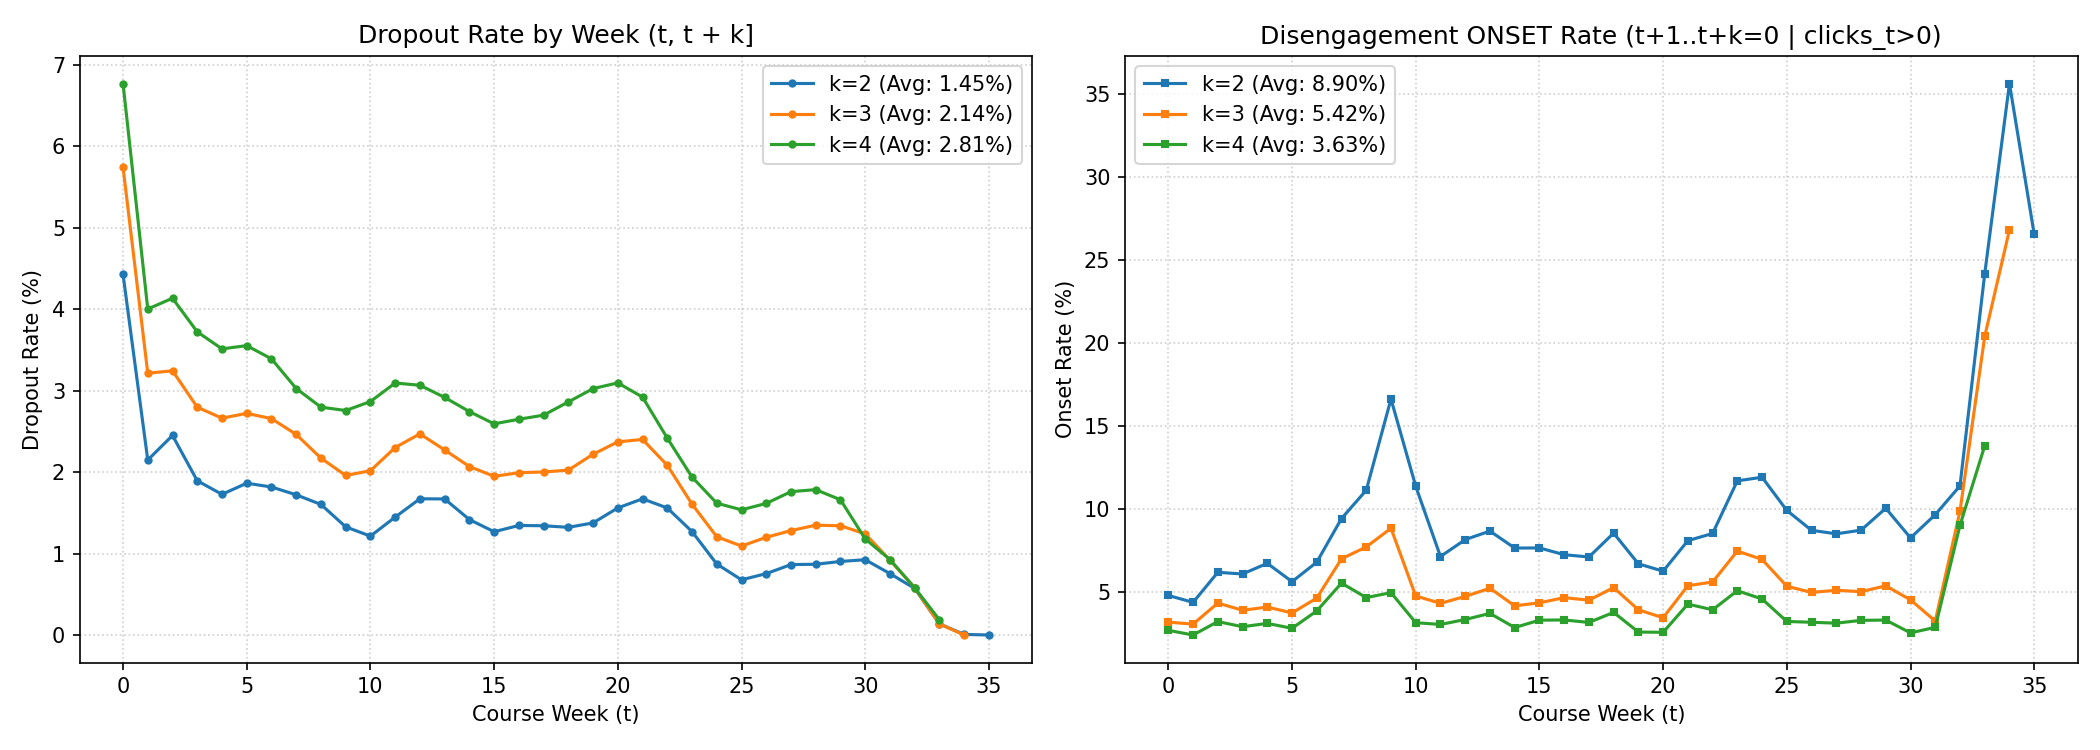 Dropout Rate by Week (t, t + k]
k=2 (Avg: 1.45%)
k=3 (Avg: 2.14%)
k=4 (Avg: 2.81%)
Dropout Rate (%)
7
6
5
4
3
2
1
0
0 5 10 15 20 25 30 35
Course Week (t)
Disengagement ONSET Rate (t+1..t+k=0 | clicks_t>0)
k=2 (Avg: 8.90%)
k=3 (Avg: 5.42%)
k=4 (Avg: 3.63%)
Onset Rate (%)
35
30
25
20
15
10
5
0 5 10 15 20 25 30 35
Course Week (t)